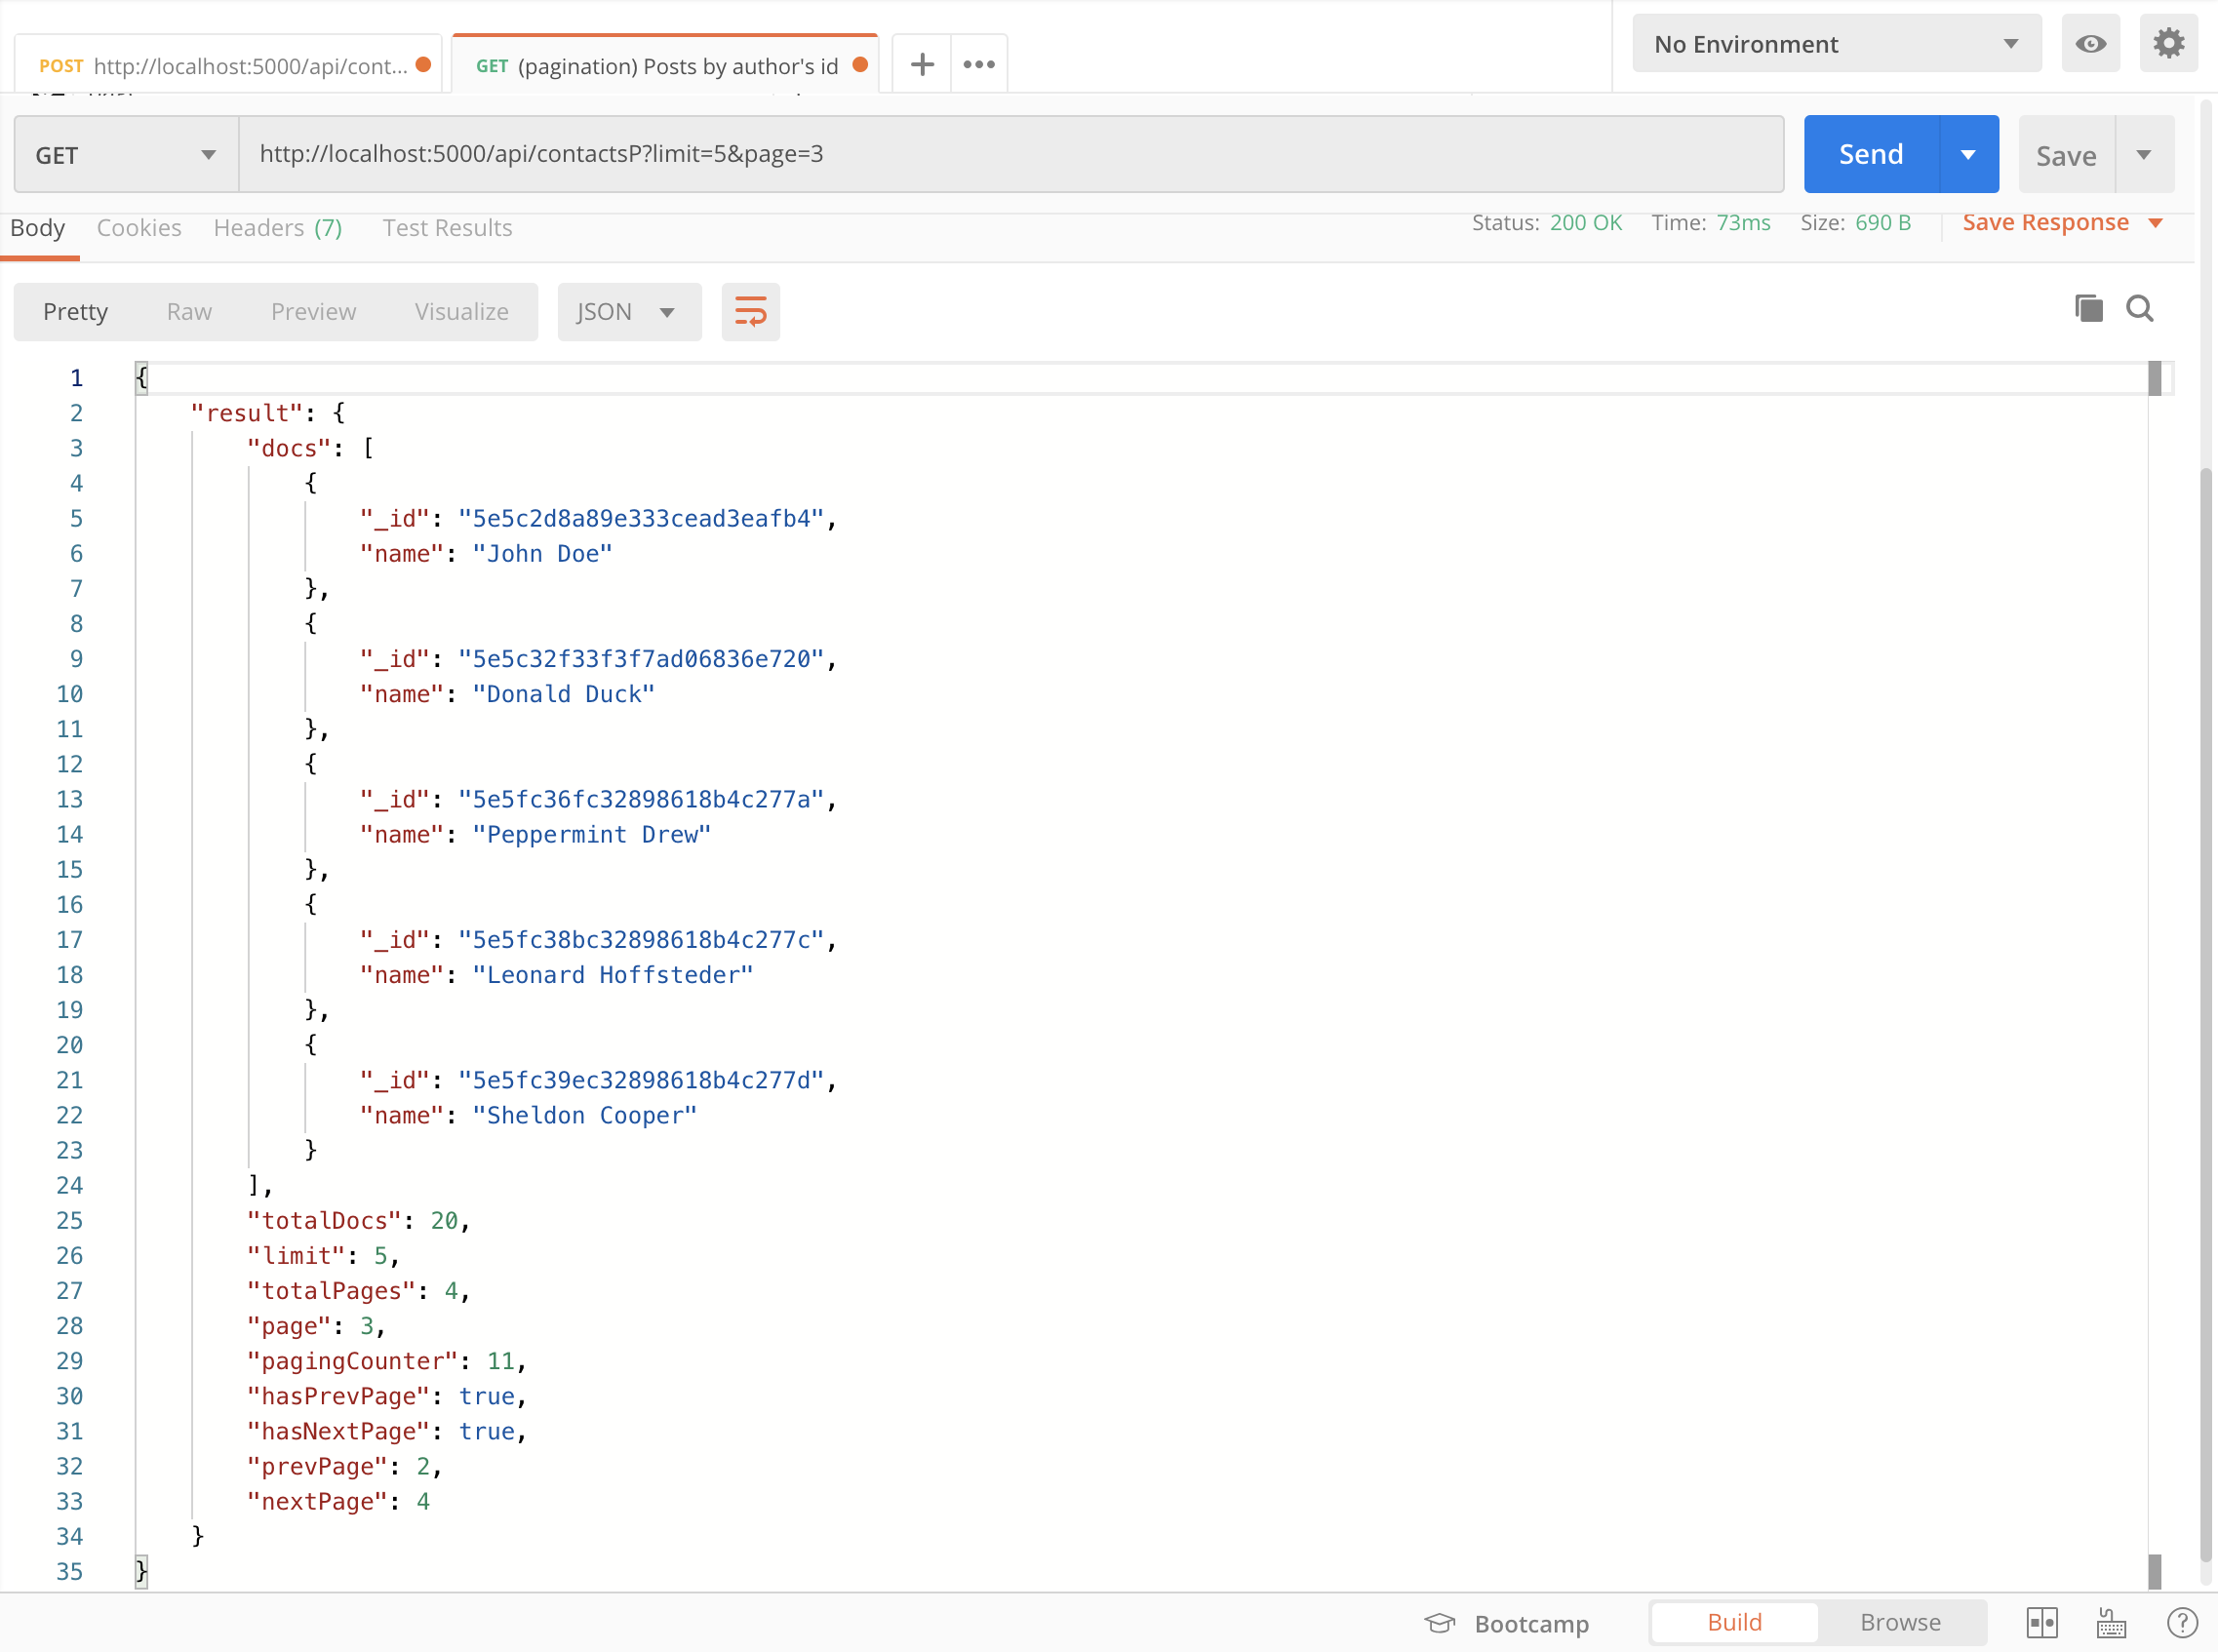 POST http://localhost:5000/api/cont...
GET (pagination) Posts by author's id
No Environment
GET http://localhost:5000/api/contactsP?limit=5&page=3 Send Save
Body Cookies Headers (7) Test Results Status: 200 OK Time: 73ms Size: 690 B Save Response
Pretty Raw Preview Visualize JSON
1 {
2 "result": {
3 "docs": [
4 {
5 "_id": "5e5c2d8a89e333cead3eafb4",
6 "name": "John Doe"
7 },
8 {
9 "_id": "5e5c32f33f3f7ad06836e720",
10 "name": "Donald Duck"
11 },
12 {
13 "_id": "5e5fc36fc32898618b4c277a",
14 "name": "Peppermint Drew"
15 },
16 {
17 "_id": "5e5fc38bc32898618b4c277c",
18 "name": "Leonard Hoffsteder"
19 },
20 {
21 "_id": "5e5fc39ec32898618b4c277d",
22 "name": "Sheldon Cooper"
23 }
24 ],
25 "totalDocs": 20,
26 "limit": 5,
27 "totalPages": 4,
28 "page": 3,
29 "pagingCounter": 11,
30 "hasPrevPage": true,
31 "hasNextPage": true,
32 "prevPage": 2,
33 "nextPage": 4
34 }
35 }
Bootcamp Build Browse